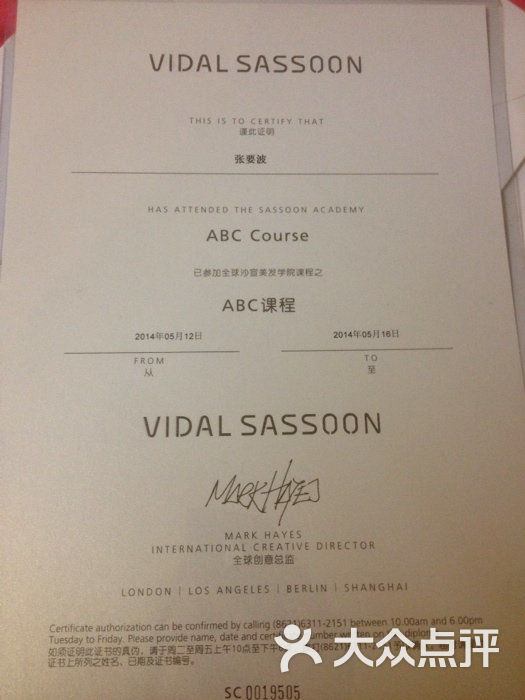 VIDAL SASSOON
THIS IS TO CERTIFY THAT
谨此证明
张要波
HAS ATTENDED THE SASSOON ACADEMY
ABC Course
已参加全球沙宣美发学院课程之
ABC课程
2014年05月12日 2014年05月16日
FROM TO
从 至
VIDAL SASSOON
MARK HAYES
MARK HAYES
INTERNATIONAL CREATIVE DIRECTOR
全球创意总监
LONDON | LOS ANGELES | BERLIN | SHANGHAI
Certificate authorization can be confirmed by calling (8621)6311-2151 between 10.00am and 6.00pm
Tuesday to Friday. Please provide name, date and number on diplo
如须证明此证书的真伪，请于周二至周五上午10点至下午 (8621)
证书上所列之姓名、日期及证书编号。
大众点评
SC 0019505